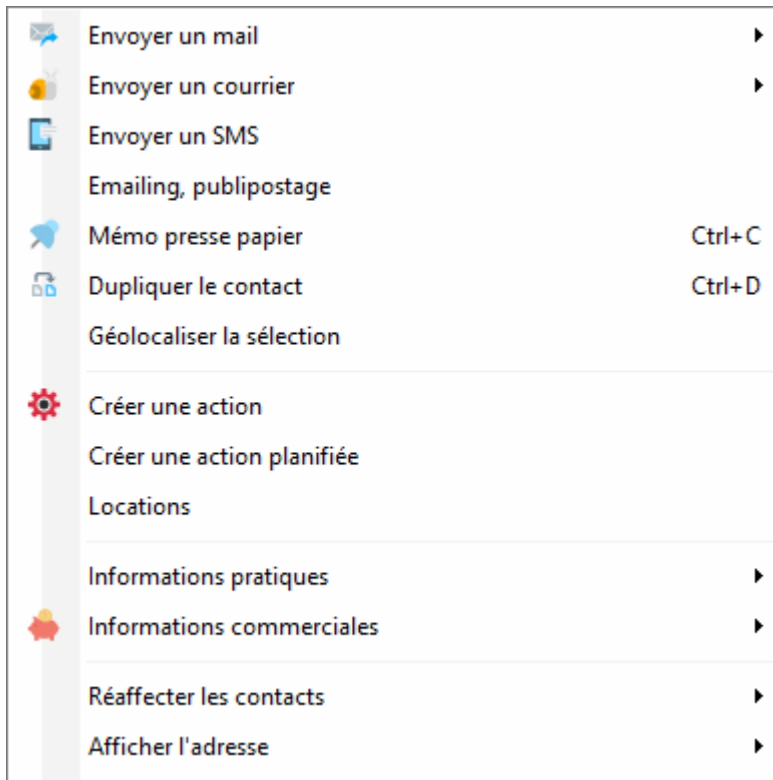 Envoyer un mail
Envoyer un courrier
Envoyer un SMS
Emailing, publipostage
Mémo presse papier Ctrl+C
Dupliquer le contact Ctrl+D
Géolocaliser la sélection
Créer une action
Créer une action planifiée
Locations
Informations pratiques
Informations commerciales
Réaffecter les contacts
Afficher l'adresse